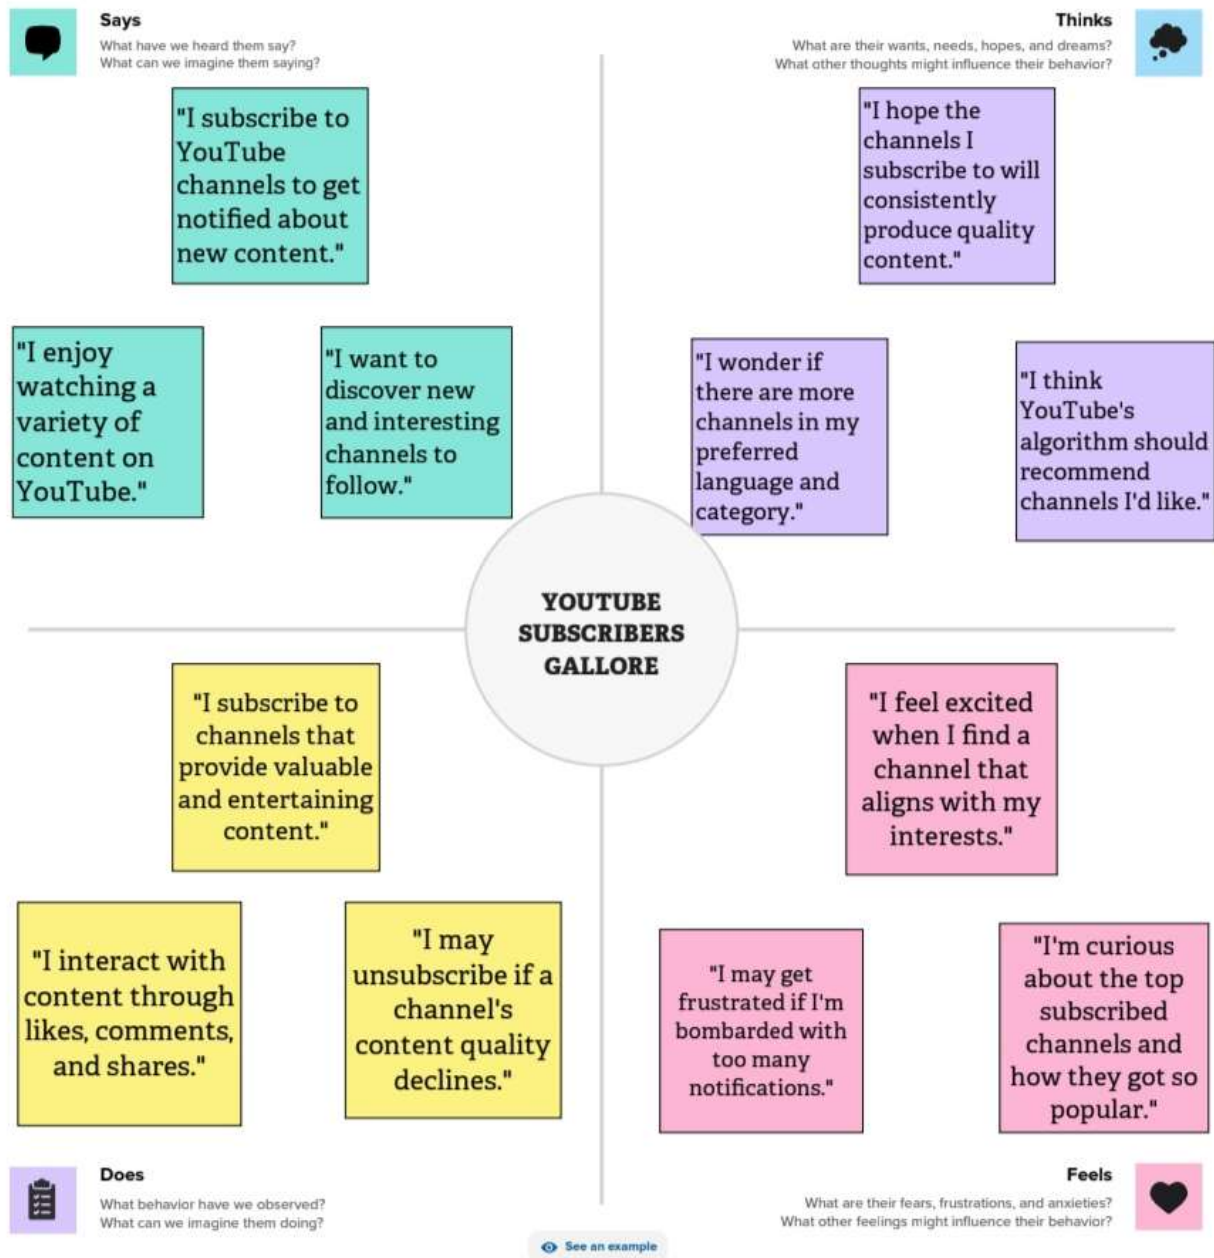 Says
What have we heard them say?
What can we imagine them saying?
Thinks
What are their wants, needs, hopes, and dreams?
What other thoughts might influence their behavior?
"I subscribe to
YouTube
channels to get
notified about
new content."
"I enjoy
watching a
variety of
content on
YouTube."
"I want to
discover new
and interesting
channels to
follow."
"I hope the
channels I
subscribe to will
consistently
produce quality
content."
"I wonder if
there are more
channels in my
preferred
language and
category."
"I think
YouTube's
algorithm should
recommend
channels I'd like."
YOUTUBE
SUBSCRIBERS
GALLORE
"I subscribe to
channels that
provide valuable
and entertaining
content."
"I interact with
content through
likes, comments,
and shares."
"I may
unsubscribe if a
channel's
content quality
declines."
"I feel excited
when I find a
channel that
aligns with my
interests."
"I may get
frustrated if I'm
bombarded with
too many
notifications."
"I'm curious
about the top
subscribed
channels and
how they got so
popular."
Does
What behavior have we observed?
What can we imagine them doing?
Feels
What are their fears, frustrations, and anxieties?
What other feelings might influence their behavior?
See an example